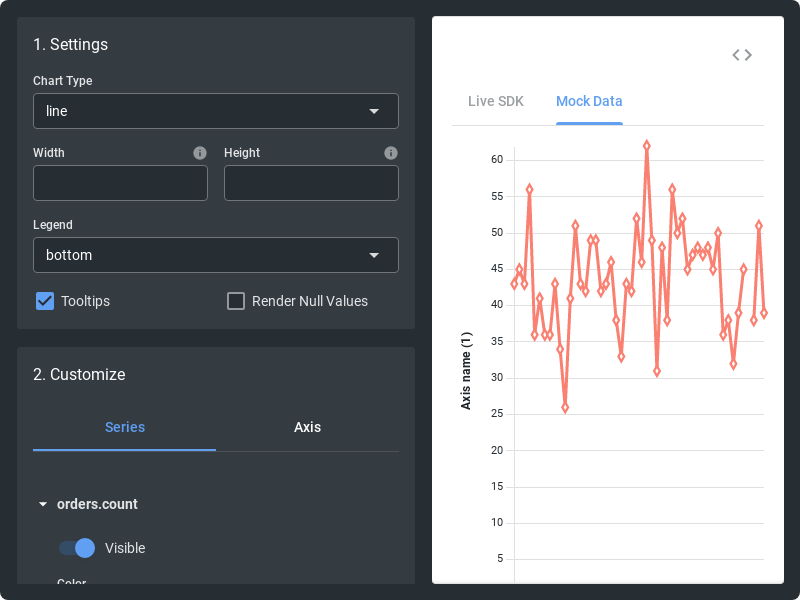 1. Settings
Chart Type
line
Width
Height
Legend
bottom
Tooltips
Render Null Values
2. Customize
Series
Axis
orders.count
Visible
Color
Live SDK
Mock Data
60
55
50
45
40
35
30
25
20
15
10
5
Axis name (1)